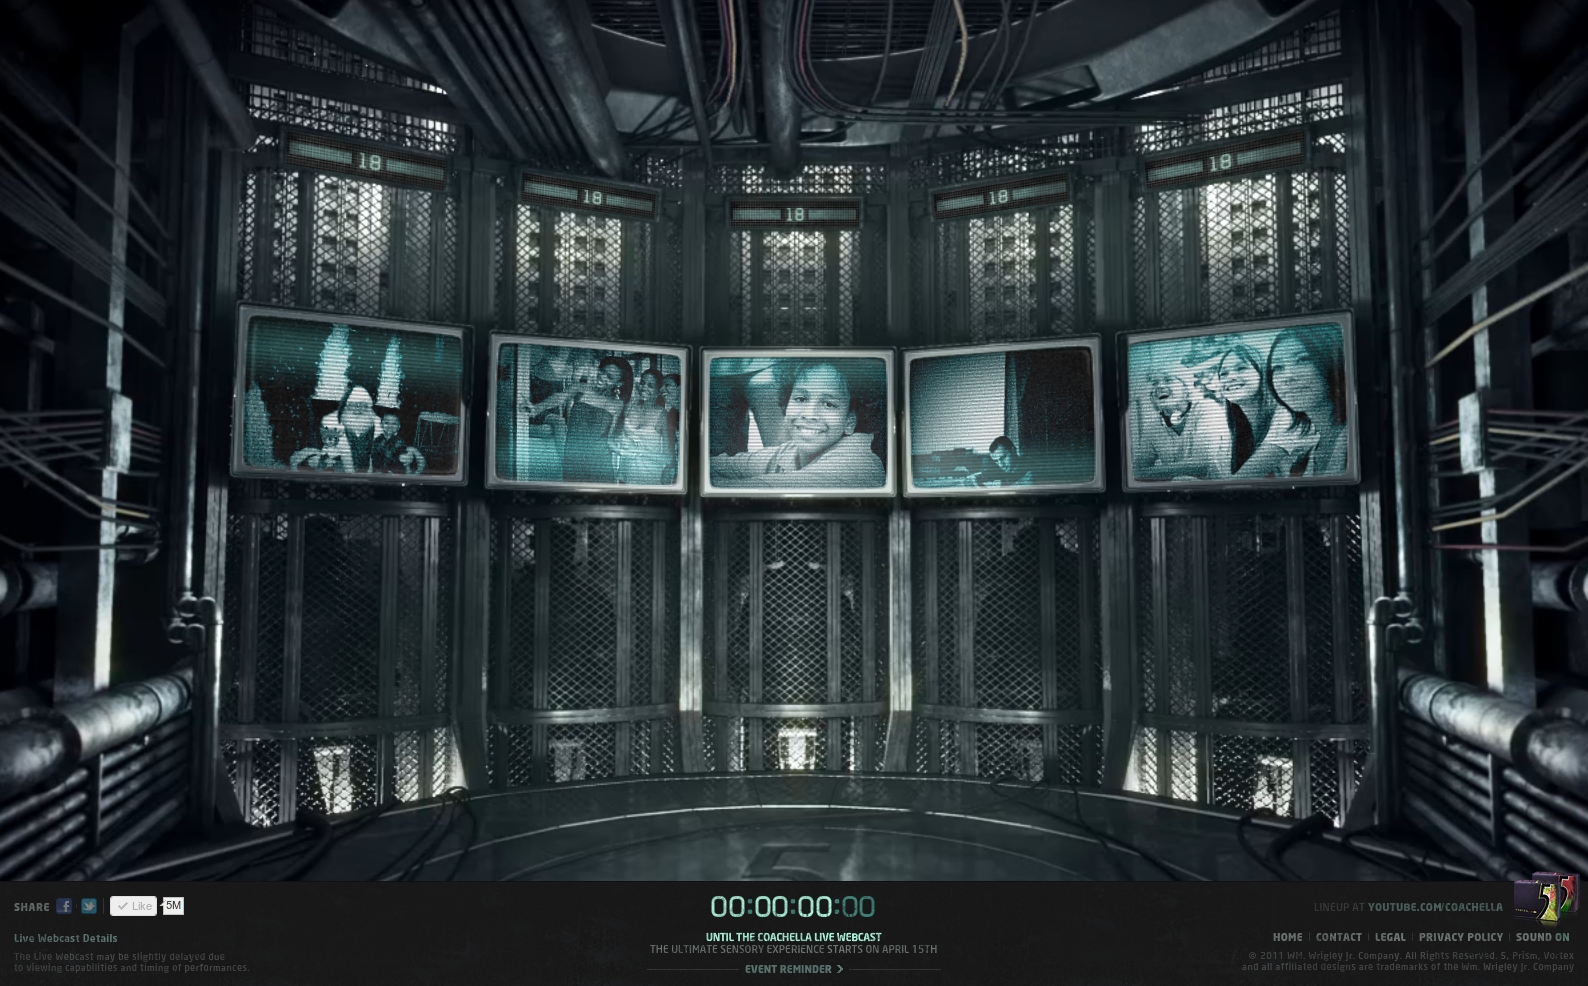 18
18
18
18
18
5
SHARE
Like
5M
Live Webcast Details
The Live Webcast may be slightly delayed due
to viewing capabilities and timing of performances.
00:00:00:00
UNTIL THE COACHELLA LIVE WEBCAST
THE ULTIMATE SENSORY EXPERIENCE STARTS ON APRIL 15TH
EVENT REMINDER
LINEUP AT YOUTUBE.COM/COACHELLA
5
HOME | CONTACT | LEGAL | PRIVACY POLICY | SOUND ON
© 2011 WM. Wrigley Jr. Company. All Rights Reserved. 5, Prism, Vortex
and all affiliated designs are trademarks of the Wm. Wrigley Jr. Company